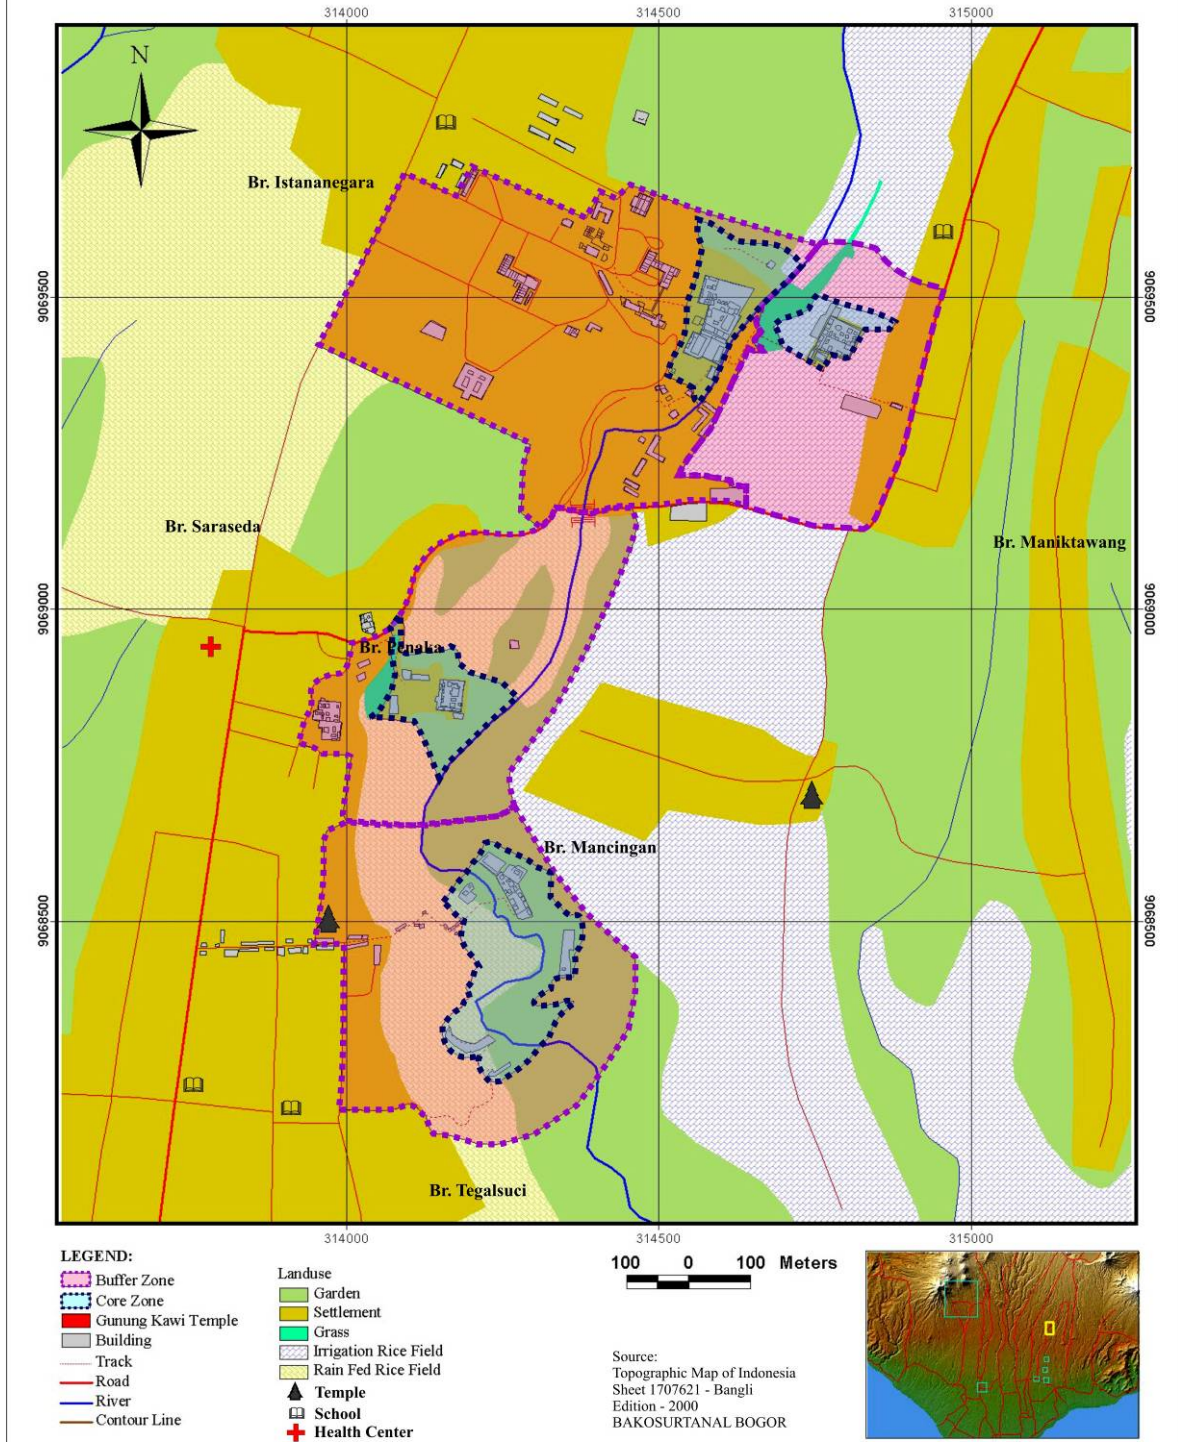 314000
314500
315000
N
Br. Istananegara
9069500
9069500
Br. Saraseda
Br. Maniktawang
9069000
9069000
Br. Penaka
Br. Mancingan
9068500
9068500
Br. Tegalsuci
314000
314500
315000
LEGEND:
Buffer Zone
Core Zone
Gunung Kawi Temple
Building
Track
Road
River
Contour Line
Landuse
Garden
Settlement
Grass
Irrigation Rice Field
Rain Fed Rice Field
Temple
School
Health Center
100 0 100 Meters
Source:
Topographic Map of Indonesia
Sheet 1707621 - Bangli
Edition - 2000
BAKOSURTANAL BOGOR